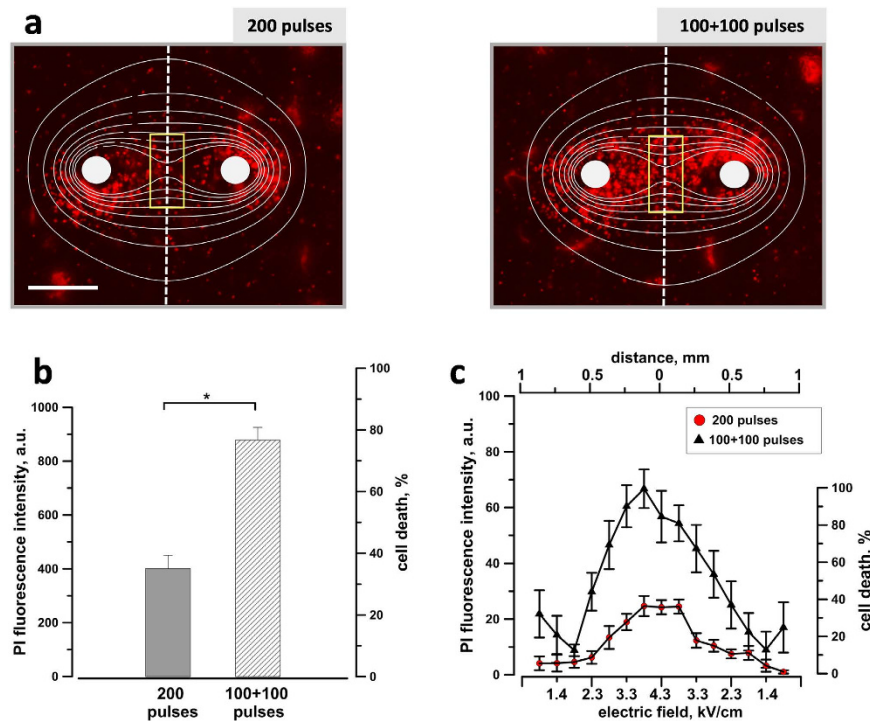 a
200 pulses
100+100 pulses
b
PI fluorescence intensity, a.u.
1000
800
600
400
200
0
*
200
pulses
100+100
pulses
100
80
60
40
20
0
cell death, %
c
distance, mm
1
0.5
0
0.5
1
PI fluorescence intensity, a.u.
100
80
60
40
20
0
200 pulses
100+100 pulses
100
80
60
40
20
0
cell death, %
1.4
2.3
3.3
4.3
3.3
2.3
1.4
electric field, kV/cm